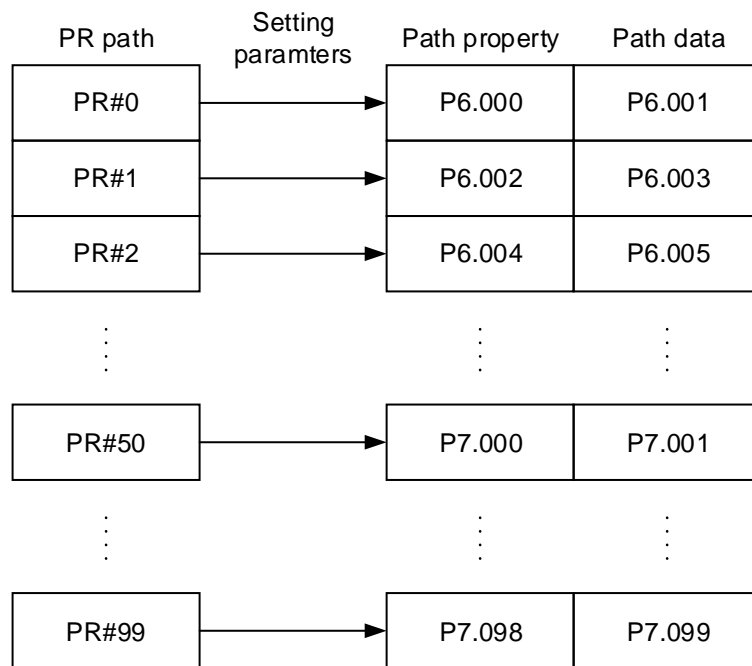 PR path Setting paramters Path property Path data
PR#0 P6.000 P6.001
PR#1 P6.002 P6.003
PR#2 P6.004 P6.005
PR#50 P7.000 P7.001
PR#99 P7.098 P7.099